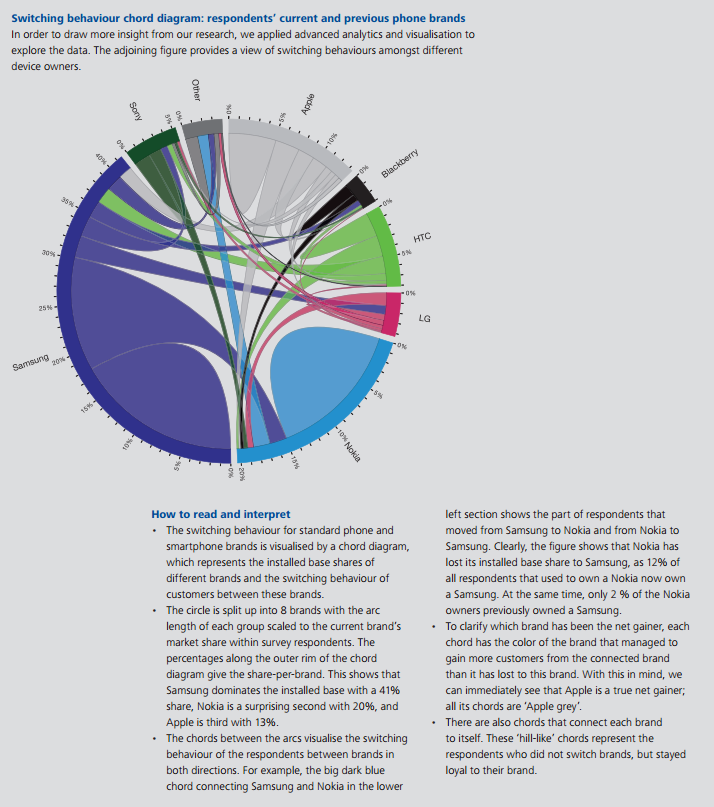 Switching behaviour chord diagram: respondents' current and previous phone brands
In order to draw more insight from our research, we applied advanced analytics and visualisation to
explore the data. The adjoining figure provides a view of switching behaviours amongst different
device owners.
Other
Sony
Apple
Blackberry
HTC
LG
Nokia
Samsung
0%
5%
0%
0%
5%
10%
0%
0%
5%
0%
0%
5%
10%
15%
20%
0%
5%
10%
15%
20%
25%
30%
35%
40%
How to read and interpret
• The switching behaviour for standard phone and
smartphone brands is visualised by a chord diagram,
which represents the installed base shares of
different brands and the switching behaviour of
customers between these brands.
• The circle is split up into 8 brands with the arc
length of each group scaled to the current brand's
market share within survey respondents. The
percentages along the outer rim of the chord
diagram give the share-per-brand. This shows that
Samsung dominates the installed base with a 41%
share, Nokia is a surprising second with 20%, and
Apple is third with 13%.
• The chords between the arcs visualise the switching
behaviour of the respondents between brands in
both directions. For example, the big dark blue
chord connecting Samsung and Nokia in the lower
left section shows the part of respondents that
moved from Samsung to Nokia and from Nokia to
Samsung. Clearly, the figure shows that Nokia has
lost its installed base share to Samsung, as 12% of
all respondents that used to own a Nokia now own
a Samsung. At the same time, only 2 % of the Nokia
owners previously owned a Samsung.
• To clarify which brand has been the net gainer, each
chord has the color of the brand that managed to
gain more customers from the connected brand
than it has lost to this brand. With this in mind, we
can immediately see that Apple is a true net gainer;
all its chords are 'Apple grey'.
• There are also chords that connect each brand
to itself. These 'hill-like' chords represent the
respondents who did not switch brands, but stayed
loyal to their brand.